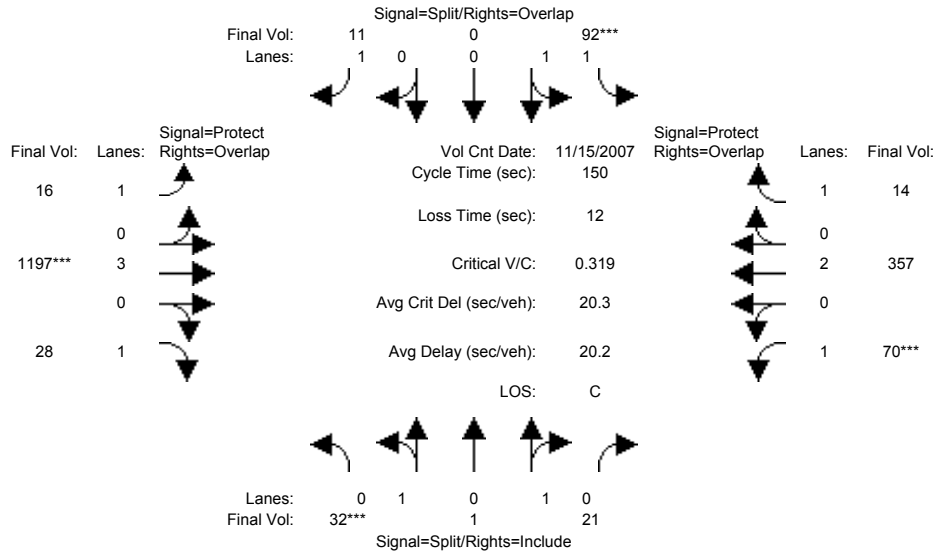 Signal=Split/Rights=Overlap
Final Vol: 11 0 92***
Lanes: 1 0 0 1 1
Signal=Protect
Final Vol: Lanes: Rights=Overlap
Vol Cnt Date: 11/15/2007
Signal=Protect
Rights=Overlap Lanes: Final Vol:
Cycle Time (sec): 150
16 1
1 14
Loss Time (sec): 12
0
0
1197*** 3
Critical V/C: 0.319
2 357
0
Avg Crit Del (sec/veh): 20.3
0
28 1
Avg Delay (sec/veh): 20.2
1 70***
LOS: C
Lanes: 0 1 0 1 0
Final Vol: 32*** 1 21
Signal=Split/Rights=Include